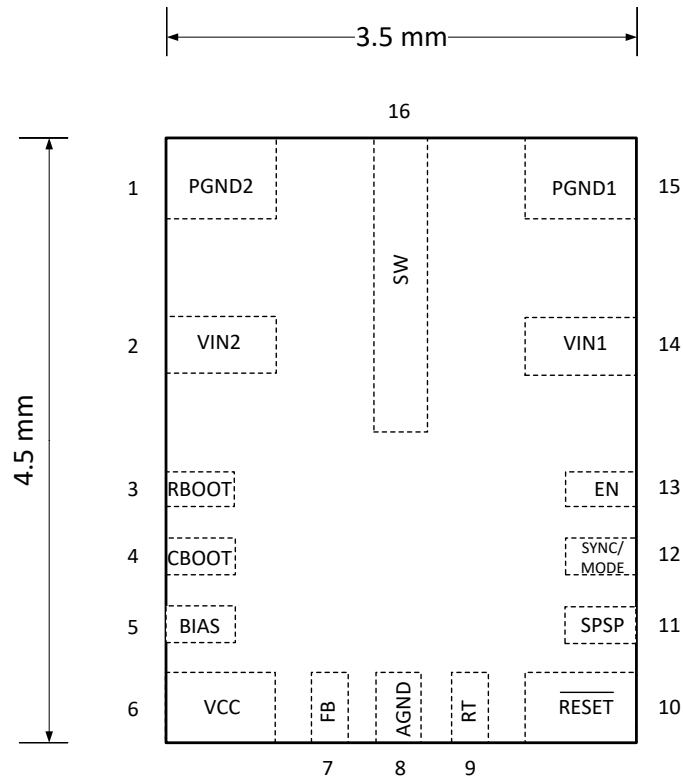 3.5 mm
16
1
PGND2
PGND1
15
SW
2
VIN2
VIN1
14
4.5 mm
3
RBOOT
EN
13
4
CBOOT
SYNC/
MODE
12
5
BIAS
SPSP
11
6
VCC
FB
AGND
RT
RESET
10
7
8
9